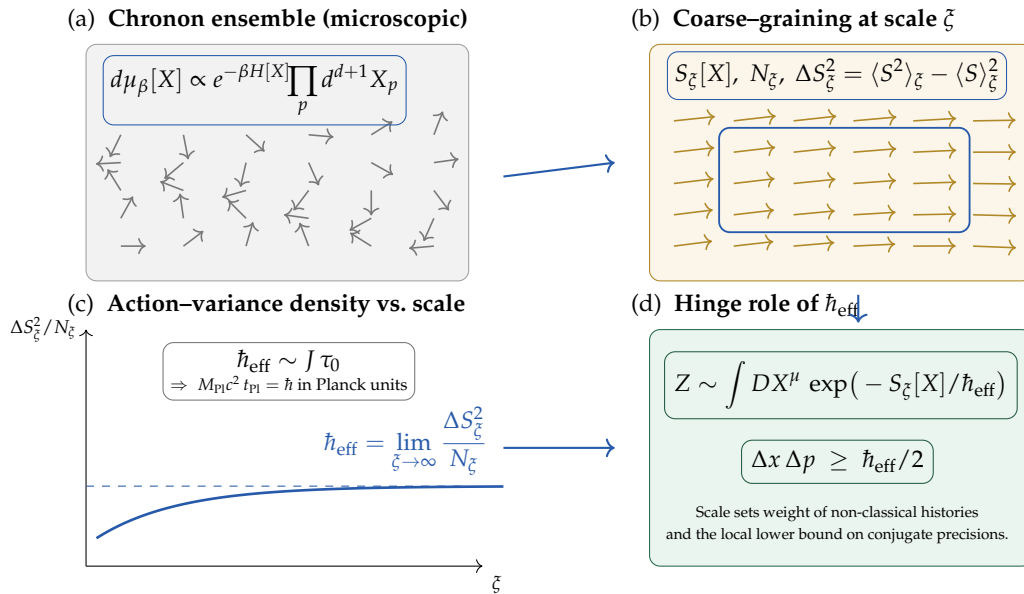 (a) Chronon ensemble (microscopic)
dμ_β[X] ∝ e^{−βH[X]} ∏_p d^{d+1} X_p
(b) Coarse–graining at scale ξ
S_ξ[X], N_ξ, ΔS_ξ^2 = ⟨S^2⟩_ξ − ⟨S⟩_ξ^2
(c) Action–variance density vs. scale
ΔS_ξ^2/N_ξ
ħ_eff ∼ J τ_0
⇒ M_Pl c^2 t_Pl = ħ in Planck units
ħ_eff = lim_{ξ→∞} ΔS_ξ^2/N_ξ
ξ
(d) Hinge role of ħ_eff
Z ∼ ∫ DX^μ exp(− S_ξ[X]/ħ_eff)
Δx Δp ≥ ħ_eff/2
Scale sets weight of non-classical histories
and the local lower bound on conjugate precisions.